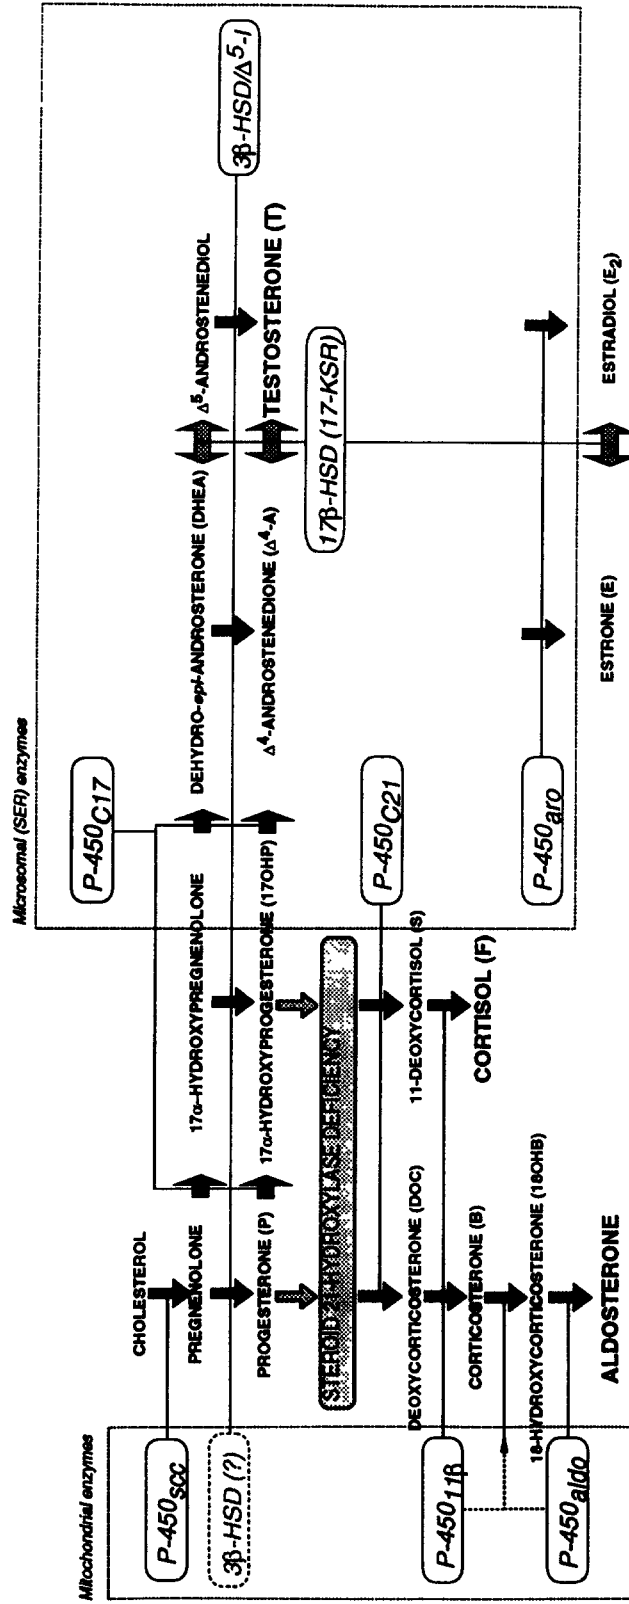 Mitochondrial enzymes
Microsomal (SER) enzymes
P-450scc
3β-HSD (?)
P-45011β
P-450aldo
CHOLESTEROL
PREGNENOLONE
17α-HYDROXYPREGNENOLONE
DEHYDRO-epi-ANDROSTERONE (DHEA)
Δ5-ANDROSTENEDIOL
P-450C17
3β-HSD/Δ5-I
PROGESTERONE (P)
17α-HYDROXYPROGESTERONE (17OHP)
Δ4-ANDROSTENEDIONE (Δ4-A)
TESTOSTERONE (T)
17β-HSD (17-KSR)
STEROID 21-HYDROXYLASE DEFICIENCY
P-450C21
DEOXYCORTICOSTERONE (DOC)
11-DEOXYCORTISOL (S)
CORTICOSTERONE (B)
CORTISOL (F)
18-HYDROXYCORTICOSTERONE (18OHB)
P-450aro
ALDOSTERONE
ESTRONE (E)
ESTRADIOL (E2)